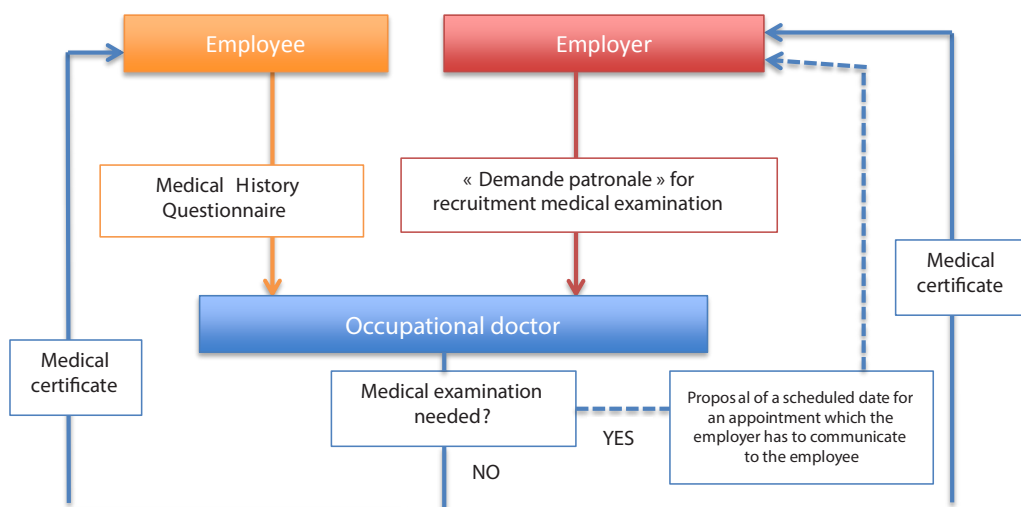 Employee
Employer
Medical History
Questionnaire
« Demande patronale » for
recruitment medical examination
Medical
certificate
Occupational doctor
Medical
certificate
Medical examination
needed?
YES
NO
Proposal of a scheduled date for
an appointment which the
employer has to communicate
to the employee